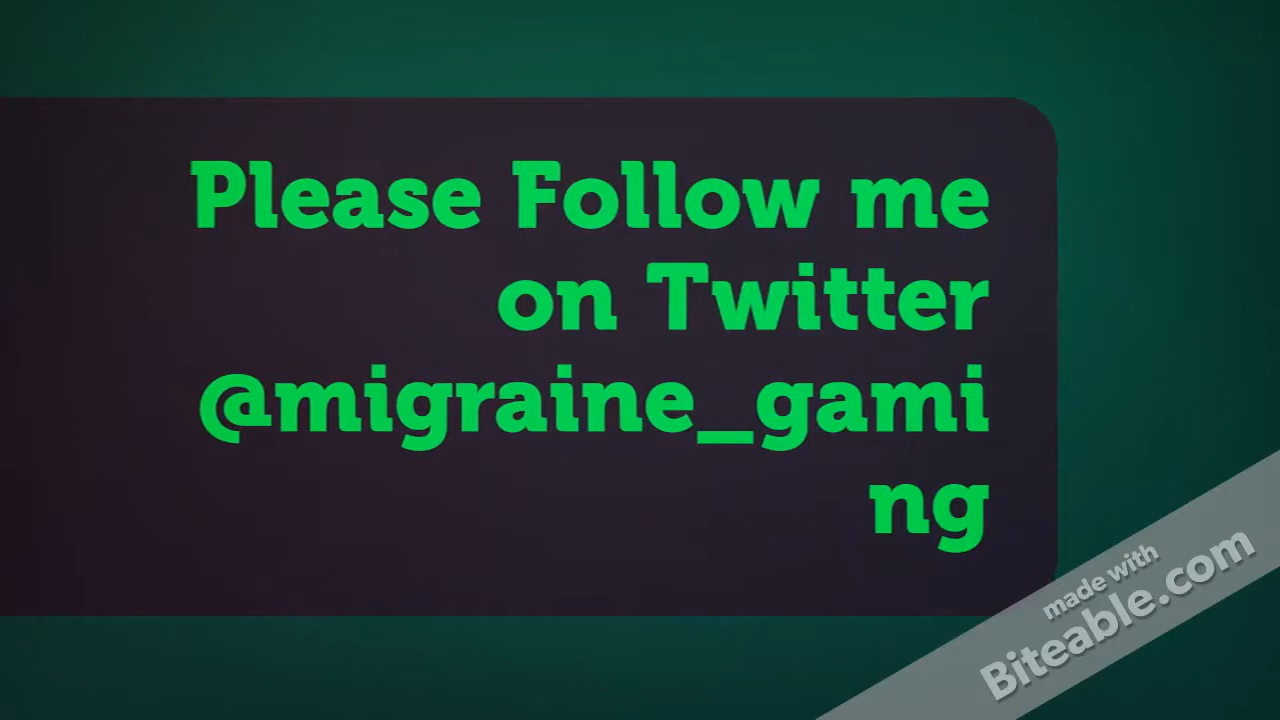 Please Follow me
on Twitter
@migraine_gami
ng
made with
Biteable.com